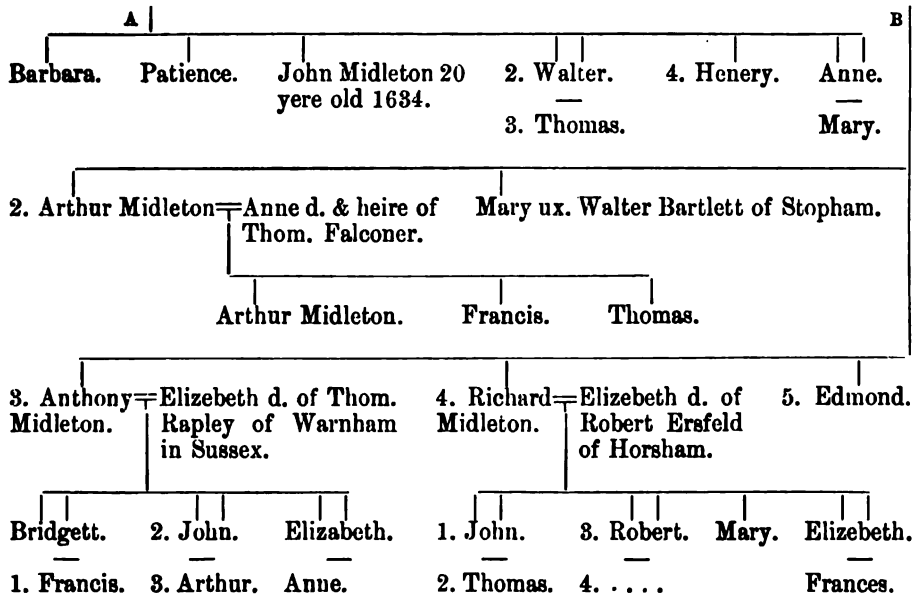 A B
Barbara. Patience. John Midleton 20 2. Walter. 4. Henery. Anne.
yere old 1634. — —
3. Thomas. Mary.
2. Arthur Midleton=Anne d. & heire of Mary ux. Walter Bartlett of Stopham.
Thom. Falconer.
Arthur Midleton. Francis. Thomas.
3. Anthony=Elizebeth d. of Thom. 4. Richard=Elizebeth d. of 5. Edmond.
Midleton. Rapley of Warnham Midleton. Robert Ersfeld
in Sussex. of Horsham.
Bridgett. 2. John. Elizabeth. 1. John. 3. Robert. Mary. Elizebeth.
— — — — — —
1. Francis. 3. Arthur. Anne. 2. Thomas. 4. . . . . Frances.